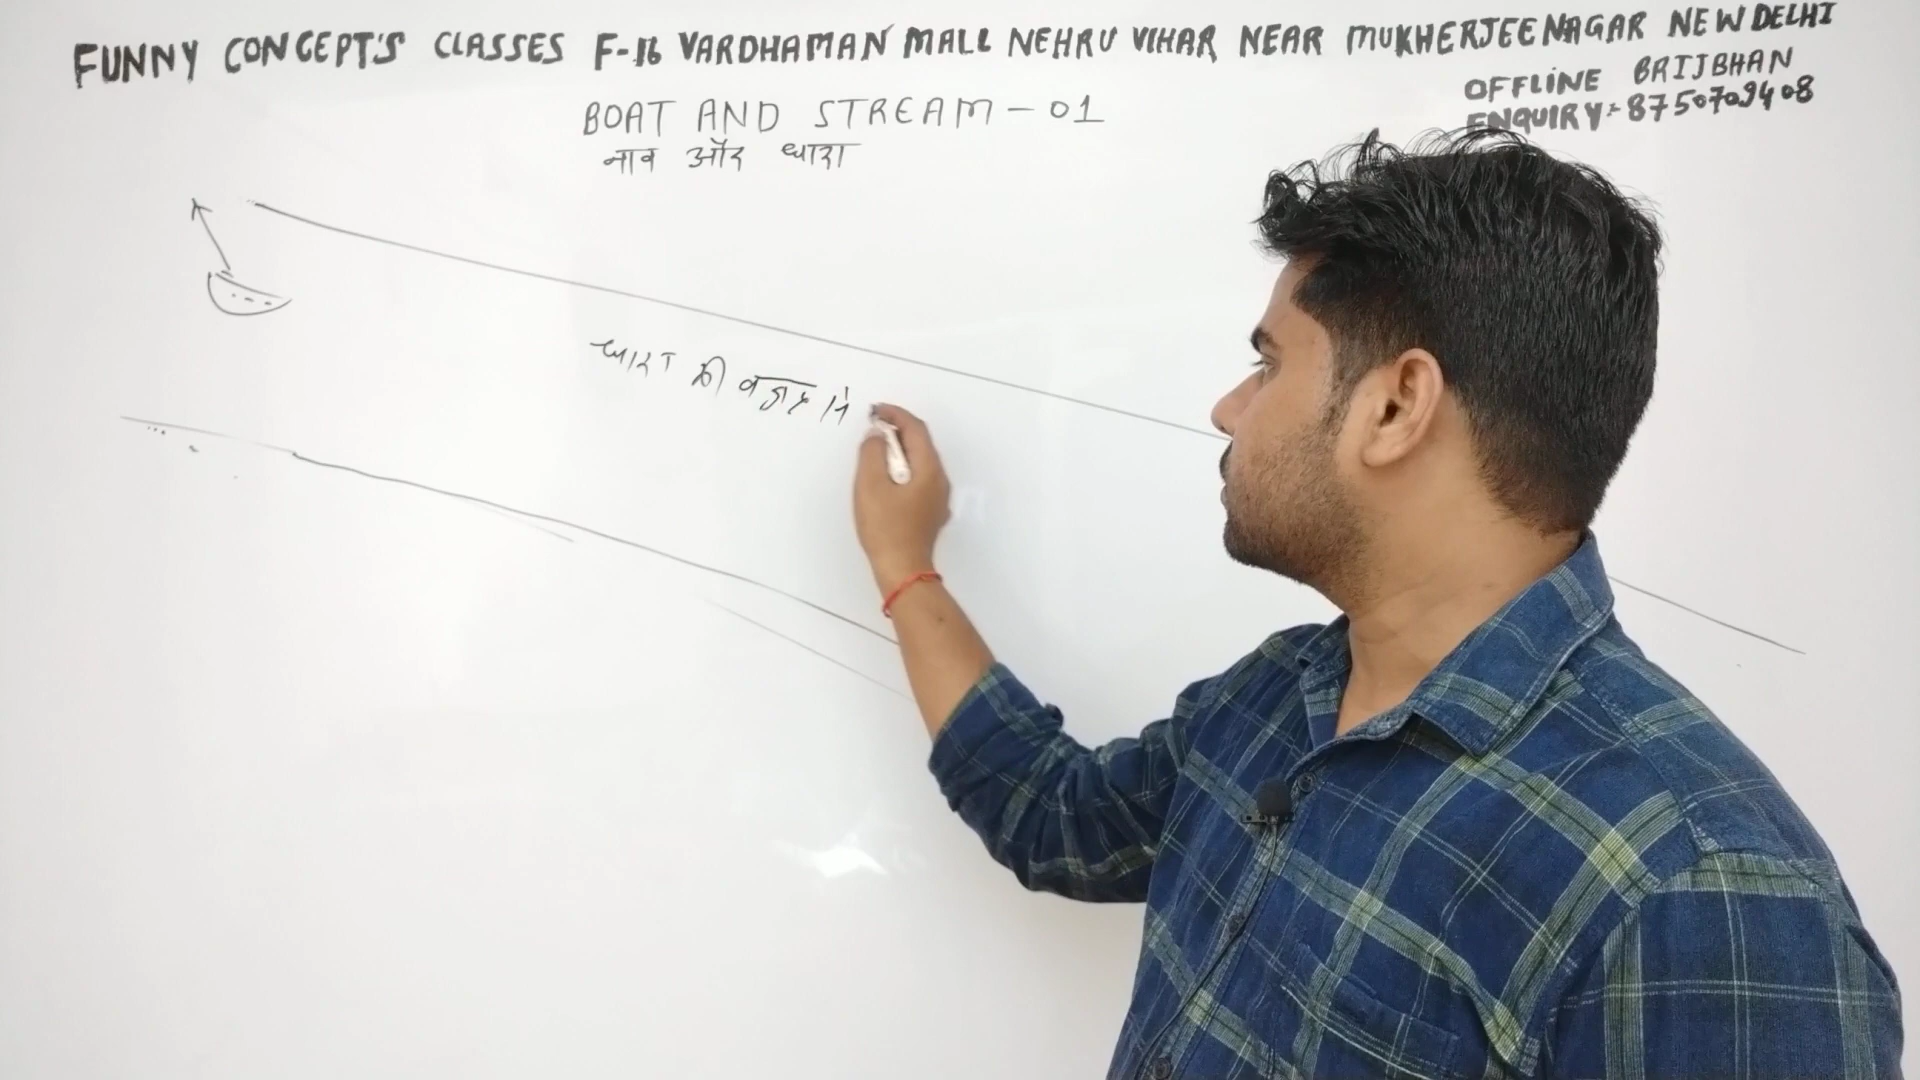 FUNNY CONCEPT'S CLASSES F-16 VARDHAMAN MALL NEHRU VIHAR NEAR MUKHERJEE NAGAR NEW DELHI
OFFLINE BRIJBHAN
ENQUIRY:- 8750709408
BOAT AND STREAM-01
नाव और धारा
धारा की वजह से